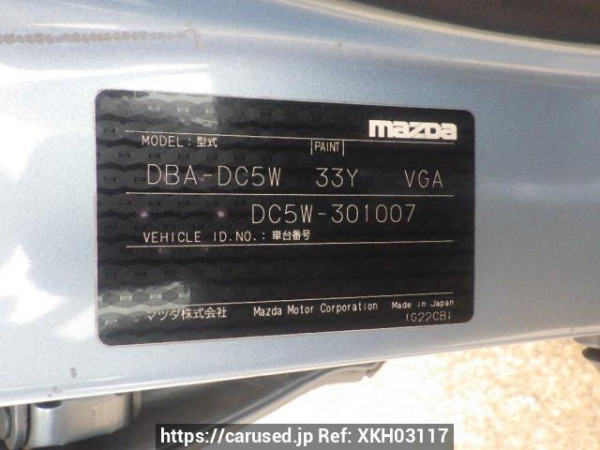 mazda
MODEL: 型式 PAINT
DBA-DC5W 33Y VGA
DC5W-301007
VEHICLE ID.NO.: 車台番号
マツダ株式会社 Mazda Motor Corporation Made in Japan
(G22CB)
https://carused.jp Ref: XKH03117